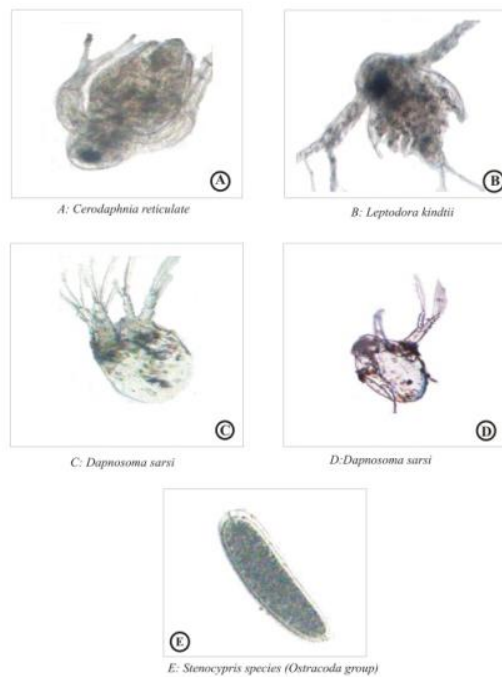 A
A: Cerodaphnia reticulate
B
B: Leptodora kindtii
C
C: Dapnosoma sarsi
D
D:Dapnosoma sarsi
E
E: Stenocypris species (Ostracoda group)